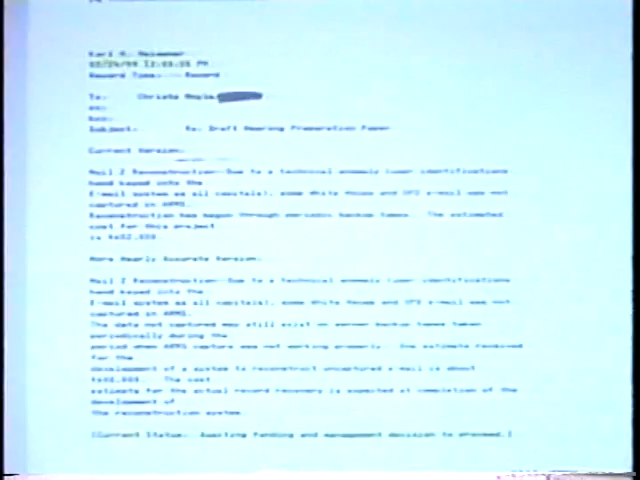 Karl H.
Record Type: Record
To: Christa
cc:
bcc:
Subject: Re: Draft Hearing Preparation Paper
Current Version:
Mail 2 Reconstruction--Due to a technical anomaly (user identifications
hand keyed into the
E-mail system as all capitals), some White House and OPD e-mail was not
captured in ARMS.
Reconstruction has begun through periodic backup tapes. The estimated
cost for this project
is
More Nearly Accurate Version:
Mail 2 Reconstruction--Due to a technical anomaly (user identifications
hand keyed into the
E-mail system as all capitals), some White House and OPD e-mail was not
captured in ARMS.
The data not captured may still exist on server backup tapes taken
periodically during the
period when ARMS capture was not working properly. One estimate received
for the
development of a system to reconstruct uncaptured e-mail is about
The cost
estimate for the actual record recovery is expected at completion of the
development of
the reconstruction system.
[Current Status: Awaiting funding and management decision to proceed.]